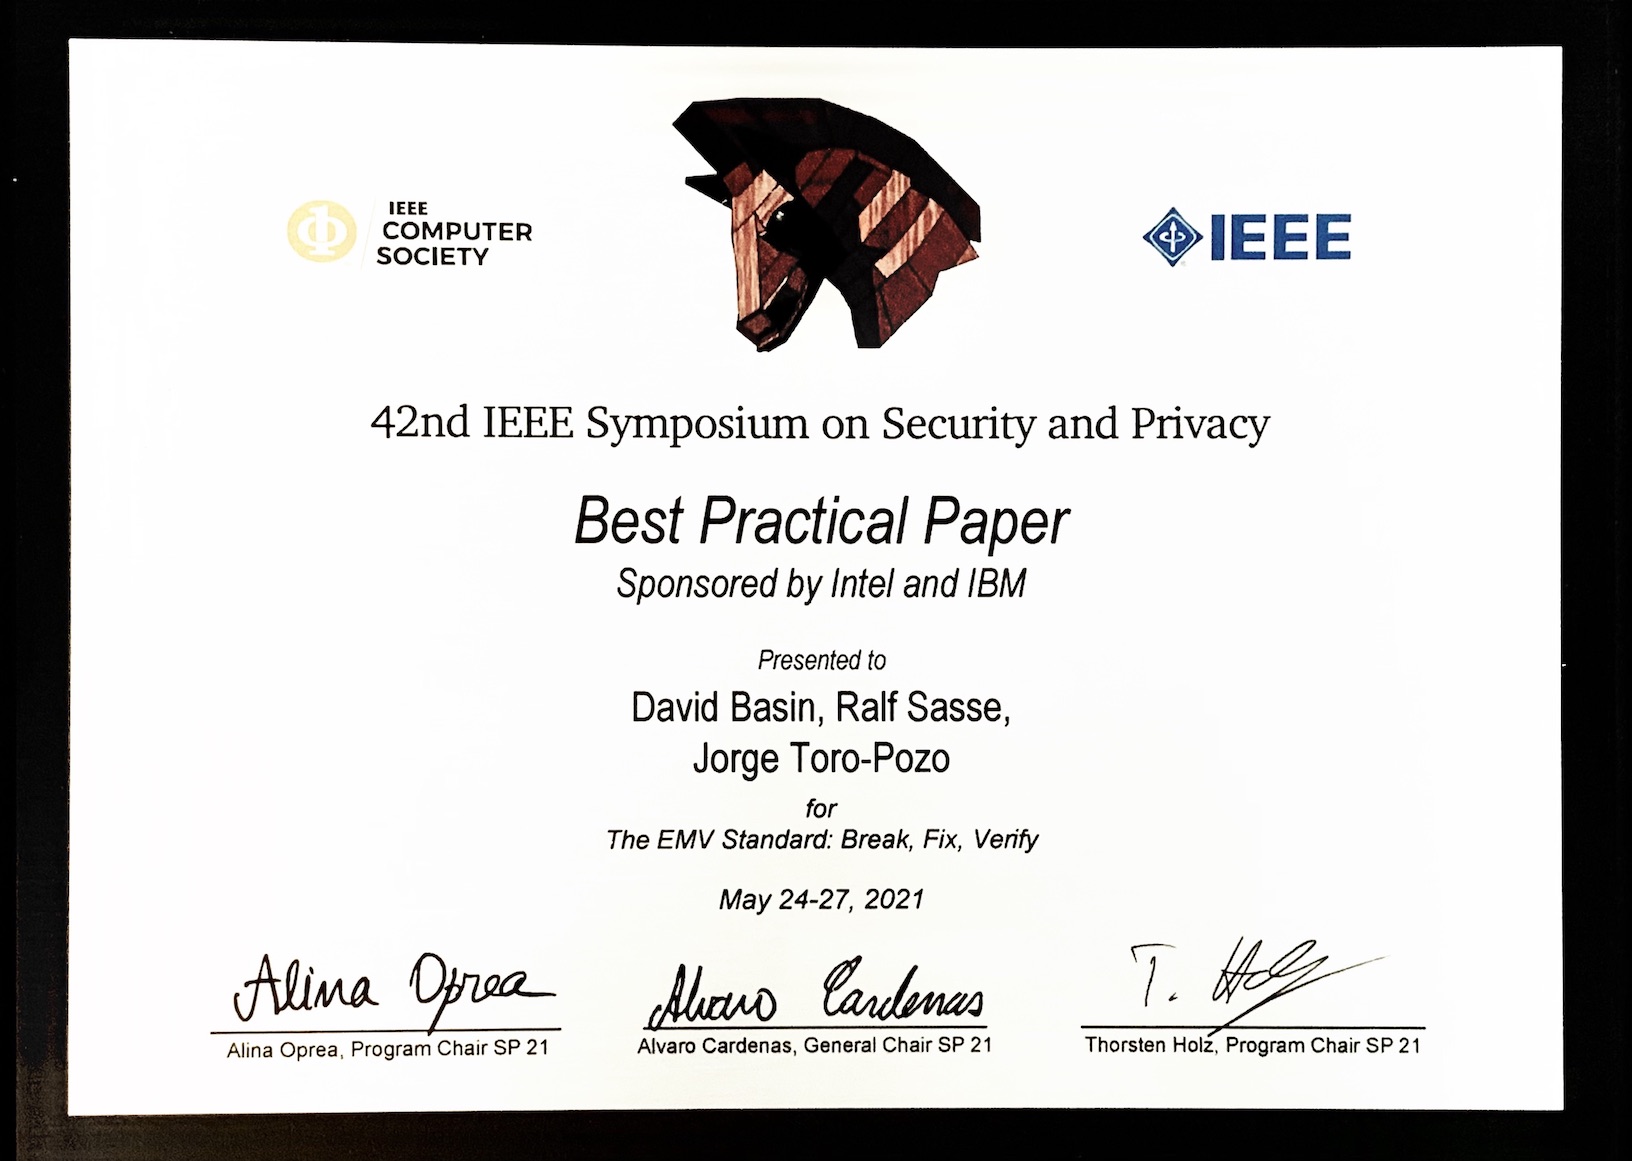 IEEE
COMPUTER
SOCIETY
IEEE
42nd IEEE Symposium on Security and Privacy
Best Practical Paper
Sponsored by Intel and IBM
Presented to
David Basin, Ralf Sasse,
Jorge Toro-Pozo
for
The EMV Standard: Break, Fix, Verify
May 24-27, 2021
Alina Oprea
Alvaro Cardenas
T. Holz
Alina Oprea, Program Chair SP 21
Alvaro Cardenas, General Chair SP 21
Thorsten Holz, Program Chair SP 21